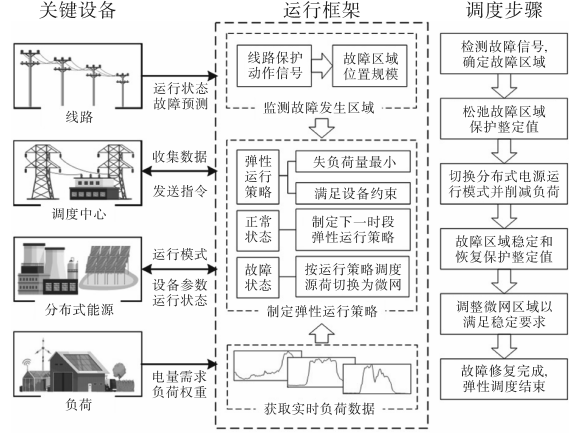 关键设备
运行框架
调度步骤
线路
运行状态
故障预测
调度中心
收集数据
发送指令
分布式能源
运行模式
设备参数
运行状态
负荷
电量需求
负荷权重
线路保护
动作信号
故障区域
位置规模
监测故障发生区域
弹性
运行
策略
失负荷量最小
满足设备约束
正常
状态
制定下一时段
弹性运行策略
故障
状态
按运行策略调度
源荷切换为微网
制定弹性运行策略
获取实时负荷数据
检测故障信号,
确定故障区域
松弛故障区域
保护整定值
切换分布式电源运
行模式并削减负荷
故障区域稳定和
恢复保护整定值
调整微网区域以
满足稳定要求
故障修复完成,
弹性调度结束